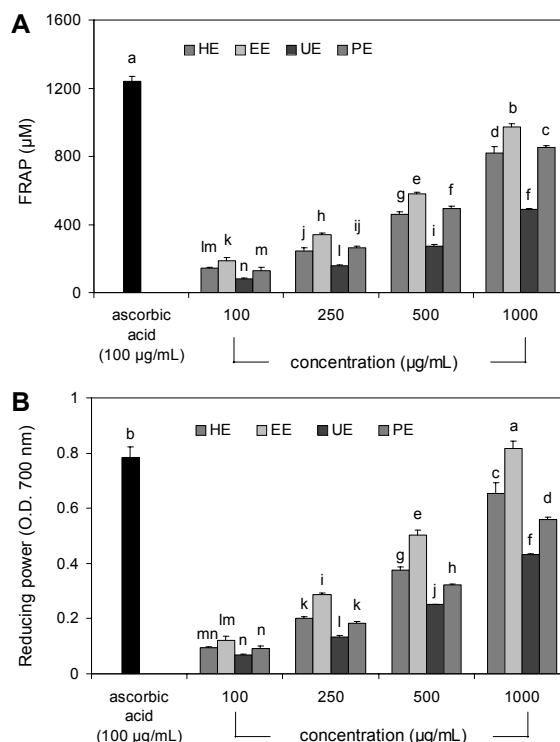 A
1600
1200
800
400
0
FRAP (µM)
HE EE UE PE
a
lm k n m
j h l ij
g e i f
d b f c
ascorbic
acid
(100 µg/mL)
100 250 500 1000
concentration (µg/mL)
B
1
0.8
0.6
0.4
0.2
0
Reducing power (O.D. 700 nm)
HE EE UE PE
b
mn lm n n
k i l k
g e j h
c a f d
ascorbic
acid
(100 µg/mL)
100 250 500 1000
concentration (µg/mL)